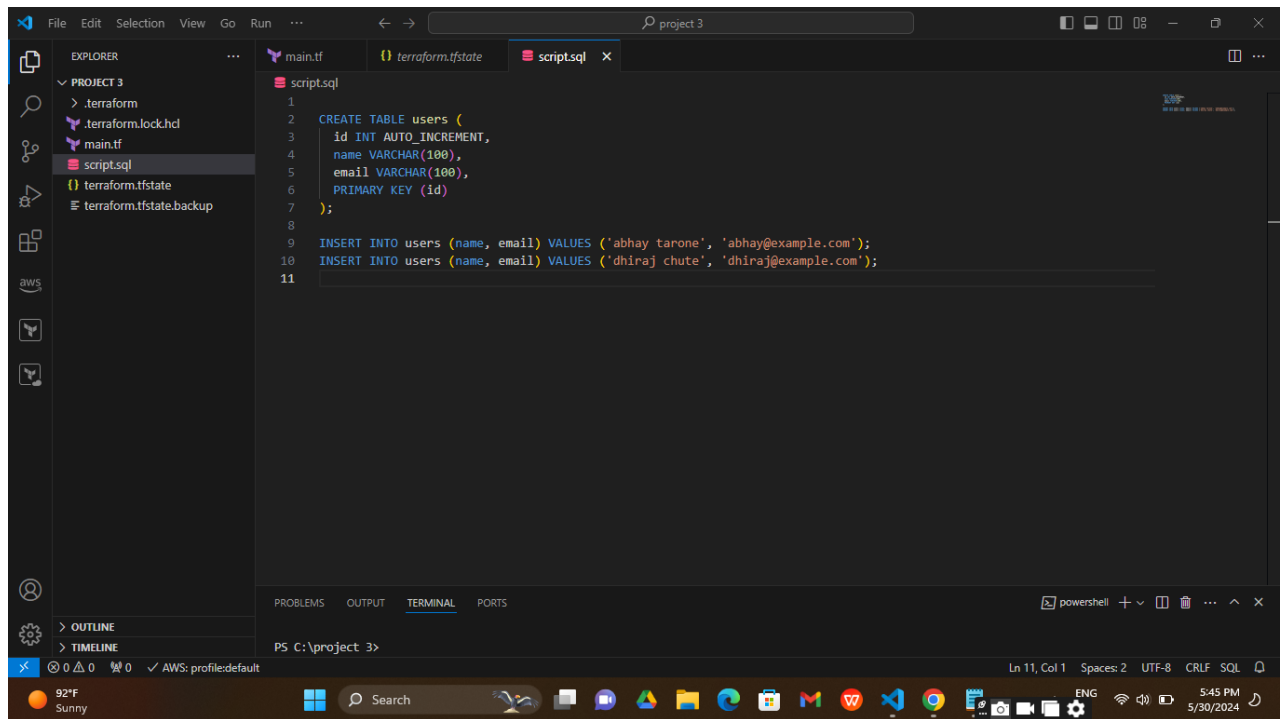 File Edit Selection View Go Run ··· ← → project 3
EXPLORER ···
PROJECT 3
> .terraform
.terraform.lock.hcl
main.tf
script.sql
{} terraform.tfstate
terraform.tfstate.backup
> OUTLINE
> TIMELINE
main.tf {} terraform.tfstate script.sql ×
script.sql
1
2 CREATE TABLE users (
3 id INT AUTO_INCREMENT,
4 name VARCHAR(100),
5 email VARCHAR(100),
6 PRIMARY KEY (id)
7 );
8
9 INSERT INTO users (name, email) VALUES ('abhay tarone', 'abhay@example.com');
10 INSERT INTO users (name, email) VALUES ('dhiraj chute', 'dhiraj@example.com');
11
aws
PROBLEMS OUTPUT TERMINAL PORTS powershell
PS C:\project 3>
0 0 0 AWS: profile:default Ln 11, Col 1 Spaces: 2 UTF-8 CRLF SQL
92°F
Sunny
Search
ENG
5:45 PM
5/30/2024